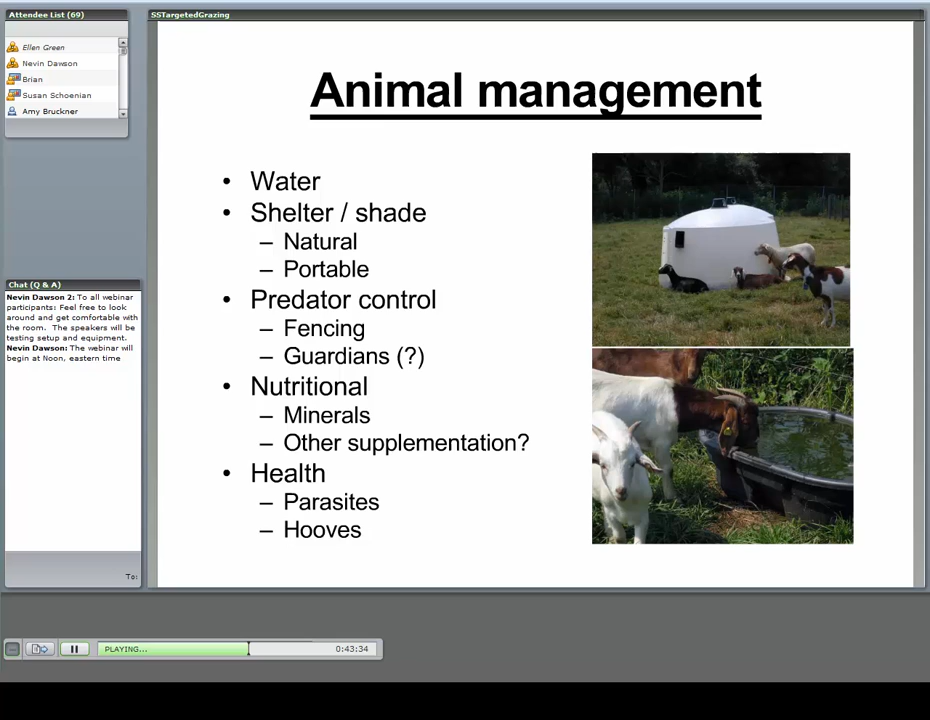 Attendee List (69)
Ellen Green
Nevin Dawson
Brian
Susan Schoenian
Amy Bruckner
Chat (Q & A)
Nevin Dawson 2: To all webinar
participants: Feel free to look
around and get comfortable with
the room. The speakers will be
testing setup and equipment.
Nevin Dawson: The webinar will
begin at Noon, eastern time
To:
SSTargetedGrazing
Animal management
• Water
• Shelter / shade
– Natural
– Portable
• Predator control
– Fencing
– Guardians (?)
• Nutritional
– Minerals
– Other supplementation?
• Health
– Parasites
– Hooves
PLAYING...
0:43:34